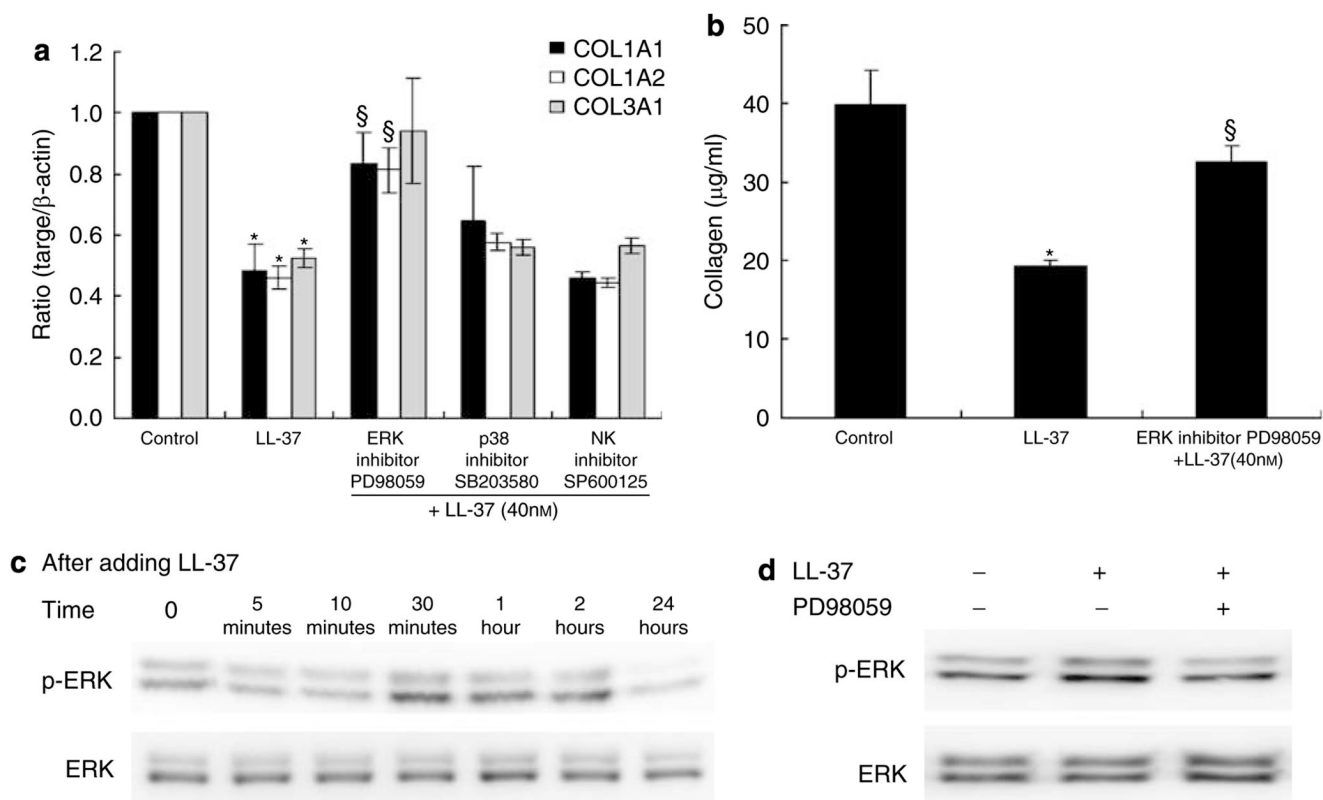 a
Ratio (targe/β-actin)
1.2
1.0
0.8
0.6
0.4
0.2
0.0
COL1A1
COL1A2
COL3A1
* * *
§ §
Control
LL-37
ERK
inhibitor
PD98059
p38
inhibitor
SB203580
NK
inhibitor
SP600125
+ LL-37 (40nM)
b
Collagen (μg/ml)
50
40
30
20
10
0
*
§
Control
LL-37
ERK inhibitor PD98059
+LL-37(40nM)
c After adding LL-37
Time 0 5 minutes 10 minutes 30 minutes 1 hour 2 hours 24 hours
p-ERK
ERK
d LL-37 – + +
PD98059 – – +
p-ERK
ERK